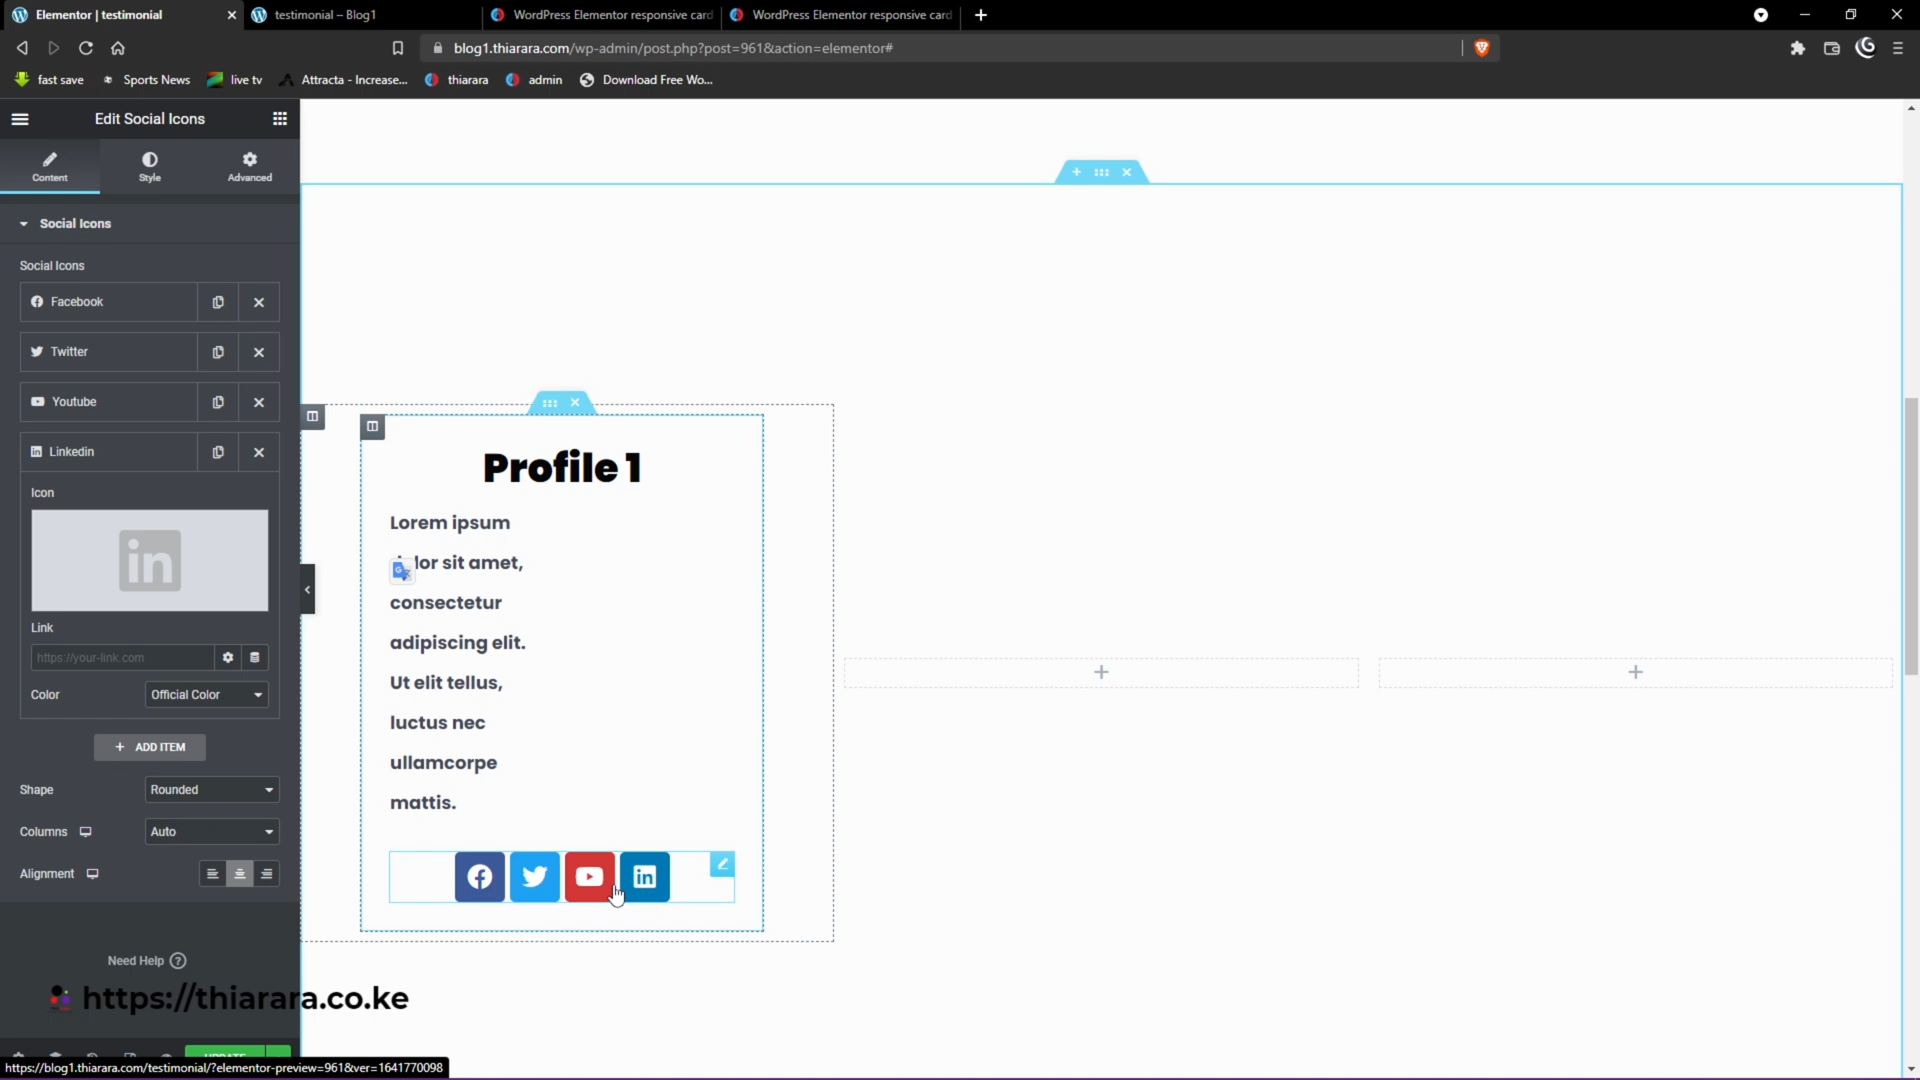 Elementor | testimonial
testimonial – Blog1
WordPress Elementor responsive card
WordPress Elementor responsive card
blog1.thiarara.com/wp-admin/post.php?post=961&action=elementor#
fast save
Sports News
live tv
Attracta - Increase...
thiarara
admin
Download Free Wo...
Edit Social Icons
Content
Style
Advanced
Social Icons
Social Icons
Facebook
Twitter
Youtube
Linkedin
Icon
in
Link
https://your-link.com
Color
Official Color
+ ADD ITEM
Shape
Rounded
Columns
Auto
Alignment
Need Help ?
https://thiarara.co.ke
UPDATE
https://blog1.thiarara.com/testimonial/?elementor-preview=961&ver=1641770098
Profile 1
Lorem ipsum
lor sit amet,
consectetur
adipiscing elit.
Ut elit tellus,
luctus nec
ullamcorpe
mattis.
in